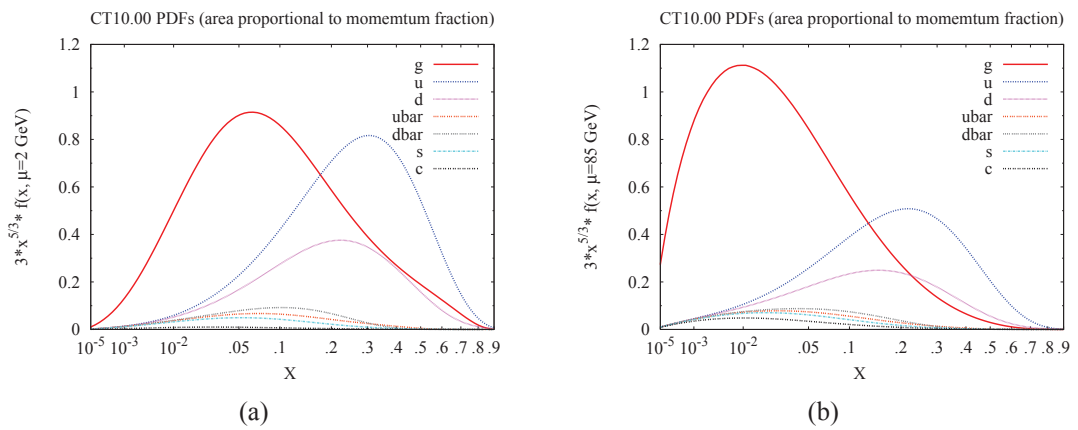 CT10.00 PDFs (area proportional to momemtum fraction)
3*x^5/3* f(x, μ=2 GeV)
1.2
1
0.8
0.6
0.4
0.2
0
g
u
d
ubar
dbar
s
c
10^-5 10^-3 10^-2 .05 .1 .2 .3 .4 .5 .6 .7 .8 .9
X
(a)
CT10.00 PDFs (area proportional to momemtum fraction)
3*x^5/3* f(x, μ=85 GeV)
1.2
1
0.8
0.6
0.4
0.2
0
g
u
d
ubar
dbar
s
c
10^-5 10^-3 10^-2 .05 .1 .2 .3 .4 .5 .6 .7 .8 .9
X
(b)